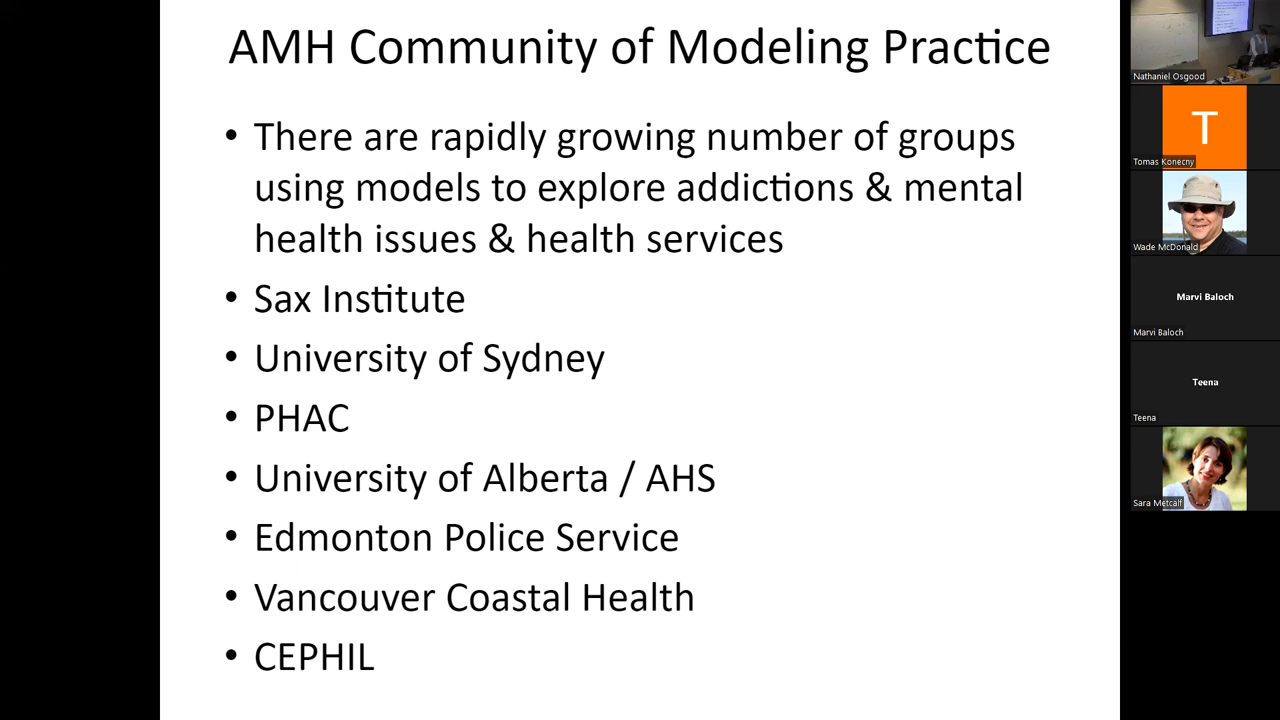 AMH Community of Modeling Practice
• There are rapidly growing number of groups
using models to explore addictions & mental
health issues & health services
• Sax Institute
• University of Sydney
• PHAC
• University of Alberta / AHS
• Edmonton Police Service
• Vancouver Coastal Health
• CEPHIL
Nathaniel Osgood
T
Tomas Konecny
Wade McDonald
Marvi Baloch
Marvi Baloch
Teena
Teena
Sara Metcalf